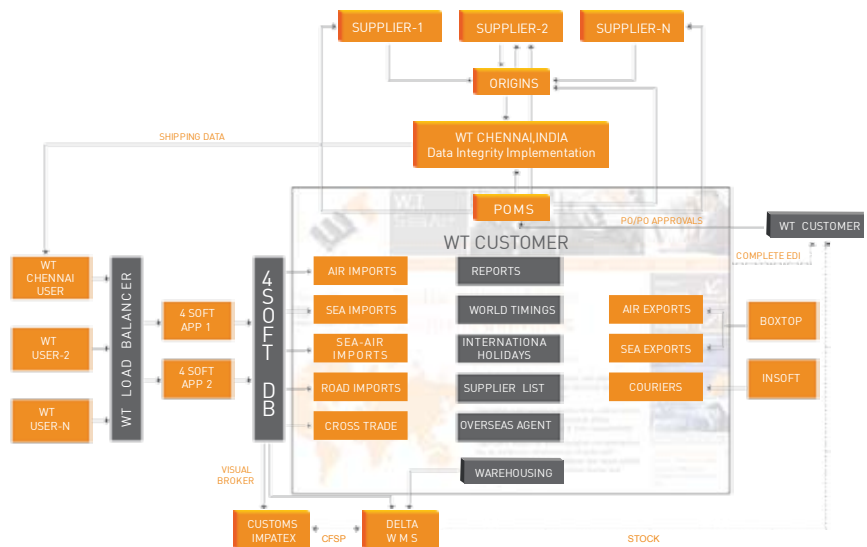 SUPPLIER-1
SUPPLIER-2
SUPPLIER-N
ORIGINS
SHIPPING DATA
WT CHENNAI,INDIA
Data Integrity Implementation
POMS
PO/PO APPROVALS
WT CUSTOMER
WT CUSTOMER
COMPLETE EDI
WT
CHENNAI
USER
WT
USER-2
WT
USER-N
WT LOAD BALANCER
4 SOFT
APP 1
4 SOFT
APP 2
4 SOFT DB
AIR IMPORTS
SEA IMPORTS
SEA-AIR
IMPORTS
ROAD IMPORTS
CROSS TRADE
REPORTS
WORLD TIMINGS
INTERNATIONA
HOLIDAYS
SUPPLIER LIST
OVERSEAS AGENT
WAREHOUSING
AIR EXPORTS
SEA EXPORTS
COURIERS
BOXTOP
INSOFT
VISUAL
BROKER
CUSTOMS
IMPATEX
CFSP
DELTA
W M S
STOCK